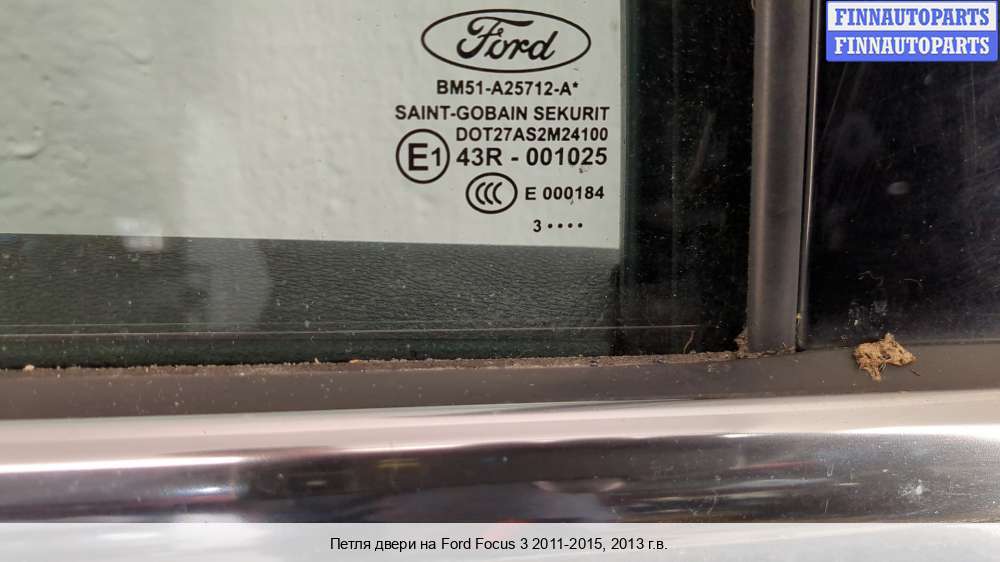 FINNAUTOPARTS
FINNAUTOPARTS
Ford
BM51-A25712-A*
SAINT-GOBAIN SEKURIT
DOT27AS2M24100
E1 43R - 001025
CCC E 000184
3 ••••
Петля двери на Ford Focus 3 2011-2015, 2013 г.в.